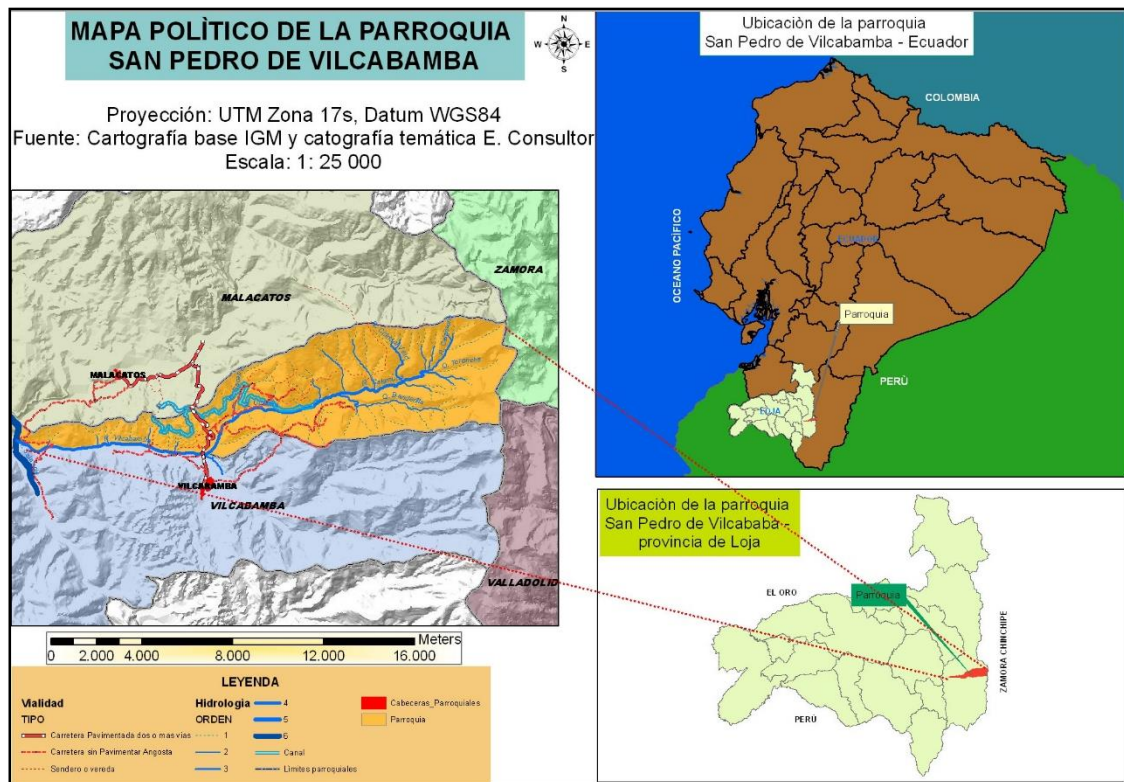 MAPA POLÌTICO DE LA PARROQUIA
SAN PEDRO DE VILCABAMBA
N
W
E
S
Proyección: UTM Zona 17s, Datum WGS84
Fuente: Cartografía base IGM y catografía temática E. Consultor
Escala: 1: 25 000
ZAMORA
MALACATOS
MALACATOS
VILCABAMBA
VILCABAMBA
VALLADOLID
Meters
0 2.000 4.000 8.000 12.000 16.000
LEYENDA
Vialidad
TIPO
Carretera Pavimentada dos o mas vias
Carretera sin Pavimentar Angosta
Sendero o vereda
Hidrologia
ORDEN
1
2
3
4
5
6
Canal
Limites parroquiales
Cabeceras_Parroquiales
Parroquia
Ubicaciòn de la parroquia
San Pedro de Vilcabamba - Ecuador
COLOMBIA
OCEANO PACÍFICO
Parroquia
PERÙ
LOJA
Ubicaciòn de la parroquia
San Pedro de Vilcababa -
provincia de Loja
EL ORO
Parroquia
ZAMORA CHINCHIPE
PERÙ